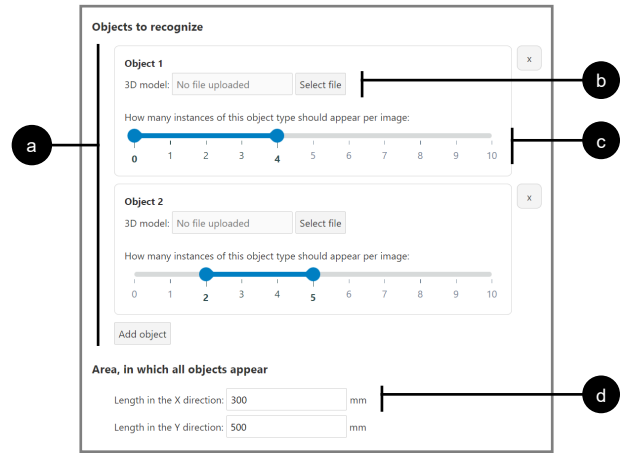 Objects to recognize
Object 1
x
3D model: No file uploaded Select file
b
How many instances of this object type should appear per image:
c
a
0 1 2 3 4 5 6 7 8 9 10
Object 2
x
3D model: No file uploaded Select file
How many instances of this object type should appear per image:
0 1 2 3 4 5 6 7 8 9 10
Add object
Area, in which all objects appear
Length in the X direction: 300 mm
d
Length in the Y direction: 500 mm